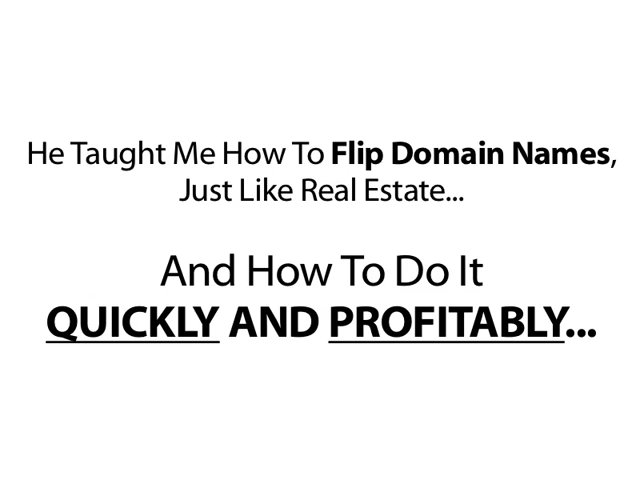 He Taught Me How To Flip Domain Names,
Just Like Real Estate...
And How To Do It
QUICKLY AND PROFITABLY...